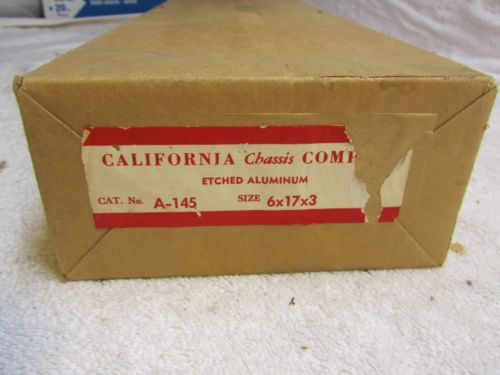 CALIFORNIA Chassis COMP
ETCHED ALUMINUM
CAT. No. A-145 SIZE 6x17x3